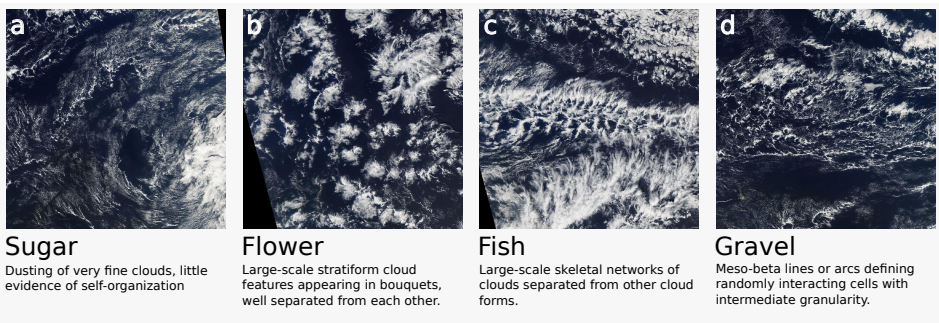 a
b
c
d
Sugar
Dusting of very fine clouds, little
evidence of self-organization
Flower
Large-scale stratiform cloud
features appearing in bouquets,
well separated from each other.
Fish
Large-scale skeletal networks of
clouds separated from other cloud
forms.
Gravel
Meso-beta lines or arcs defining
randomly interacting cells with
intermediate granularity.